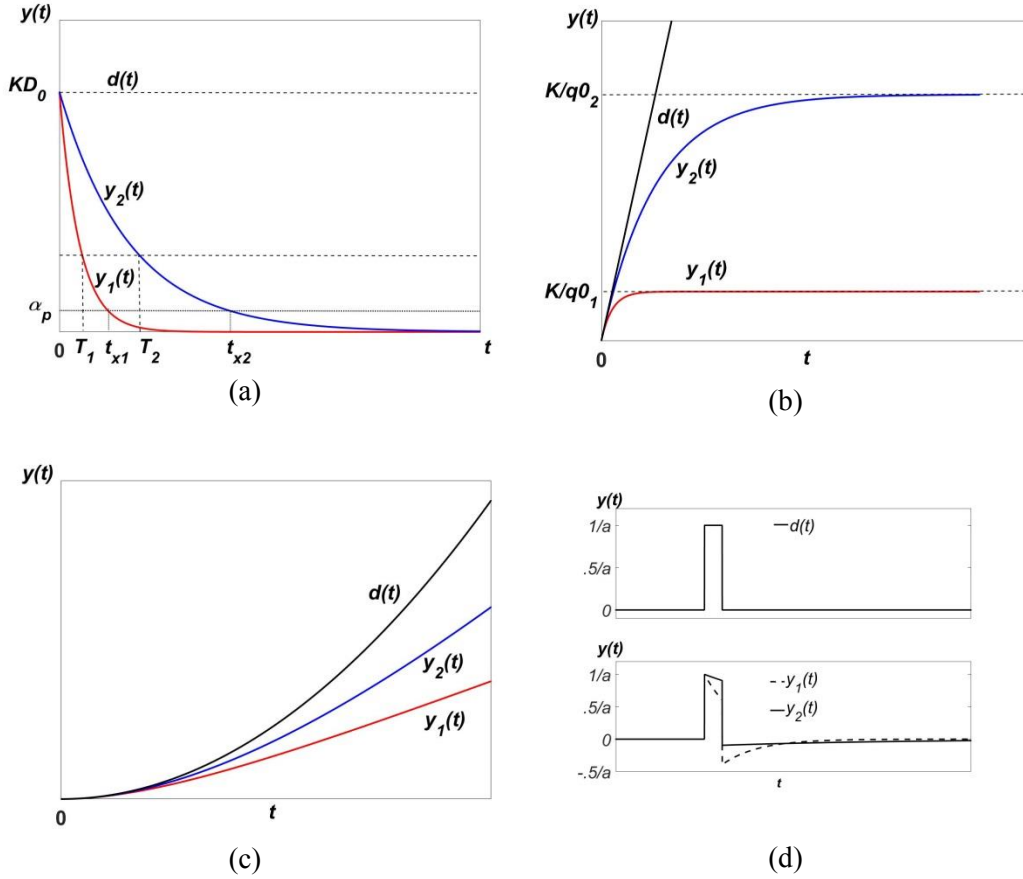 y(t)
KD₀
d(t)
y₂(t)
y₁(t)
αₚ
0 T₁ tₓ₁ T₂ tₓ₂ t
(a)
y(t)
K/q0₂
d(t)
y₂(t)
K/q0₁
y₁(t)
0 t
(b)
y(t)
d(t)
y₂(t)
y₁(t)
0 t
(c)
y(t)
1/a
d(t)
.5/a
0
y(t)
1/a
y₁(t)
.5/a
y₂(t)
0
-.5/a
t
(d)